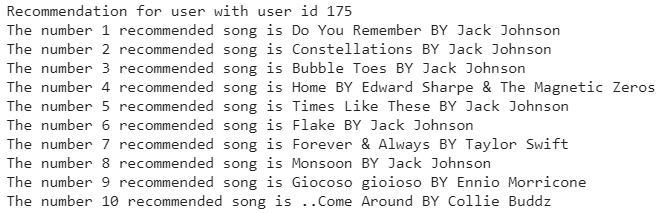 Recommendation for user with user id 175
The number 1 recommended song is Do You Remember BY Jack Johnson
The number 2 recommended song is Constellations BY Jack Johnson
The number 3 recommended song is Bubble Toes BY Jack Johnson
The number 4 recommended song is Home BY Edward Sharpe & The Magnetic Zeros
The number 5 recommended song is Times Like These BY Jack Johnson
The number 6 recommended song is Flake BY Jack Johnson
The number 7 recommended song is Forever & Always BY Taylor Swift
The number 8 recommended song is Monsoon BY Jack Johnson
The number 9 recommended song is Giocoso gioioso BY Ennio Morricone
The number 10 recommended song is ..Come Around BY Collie Buddz